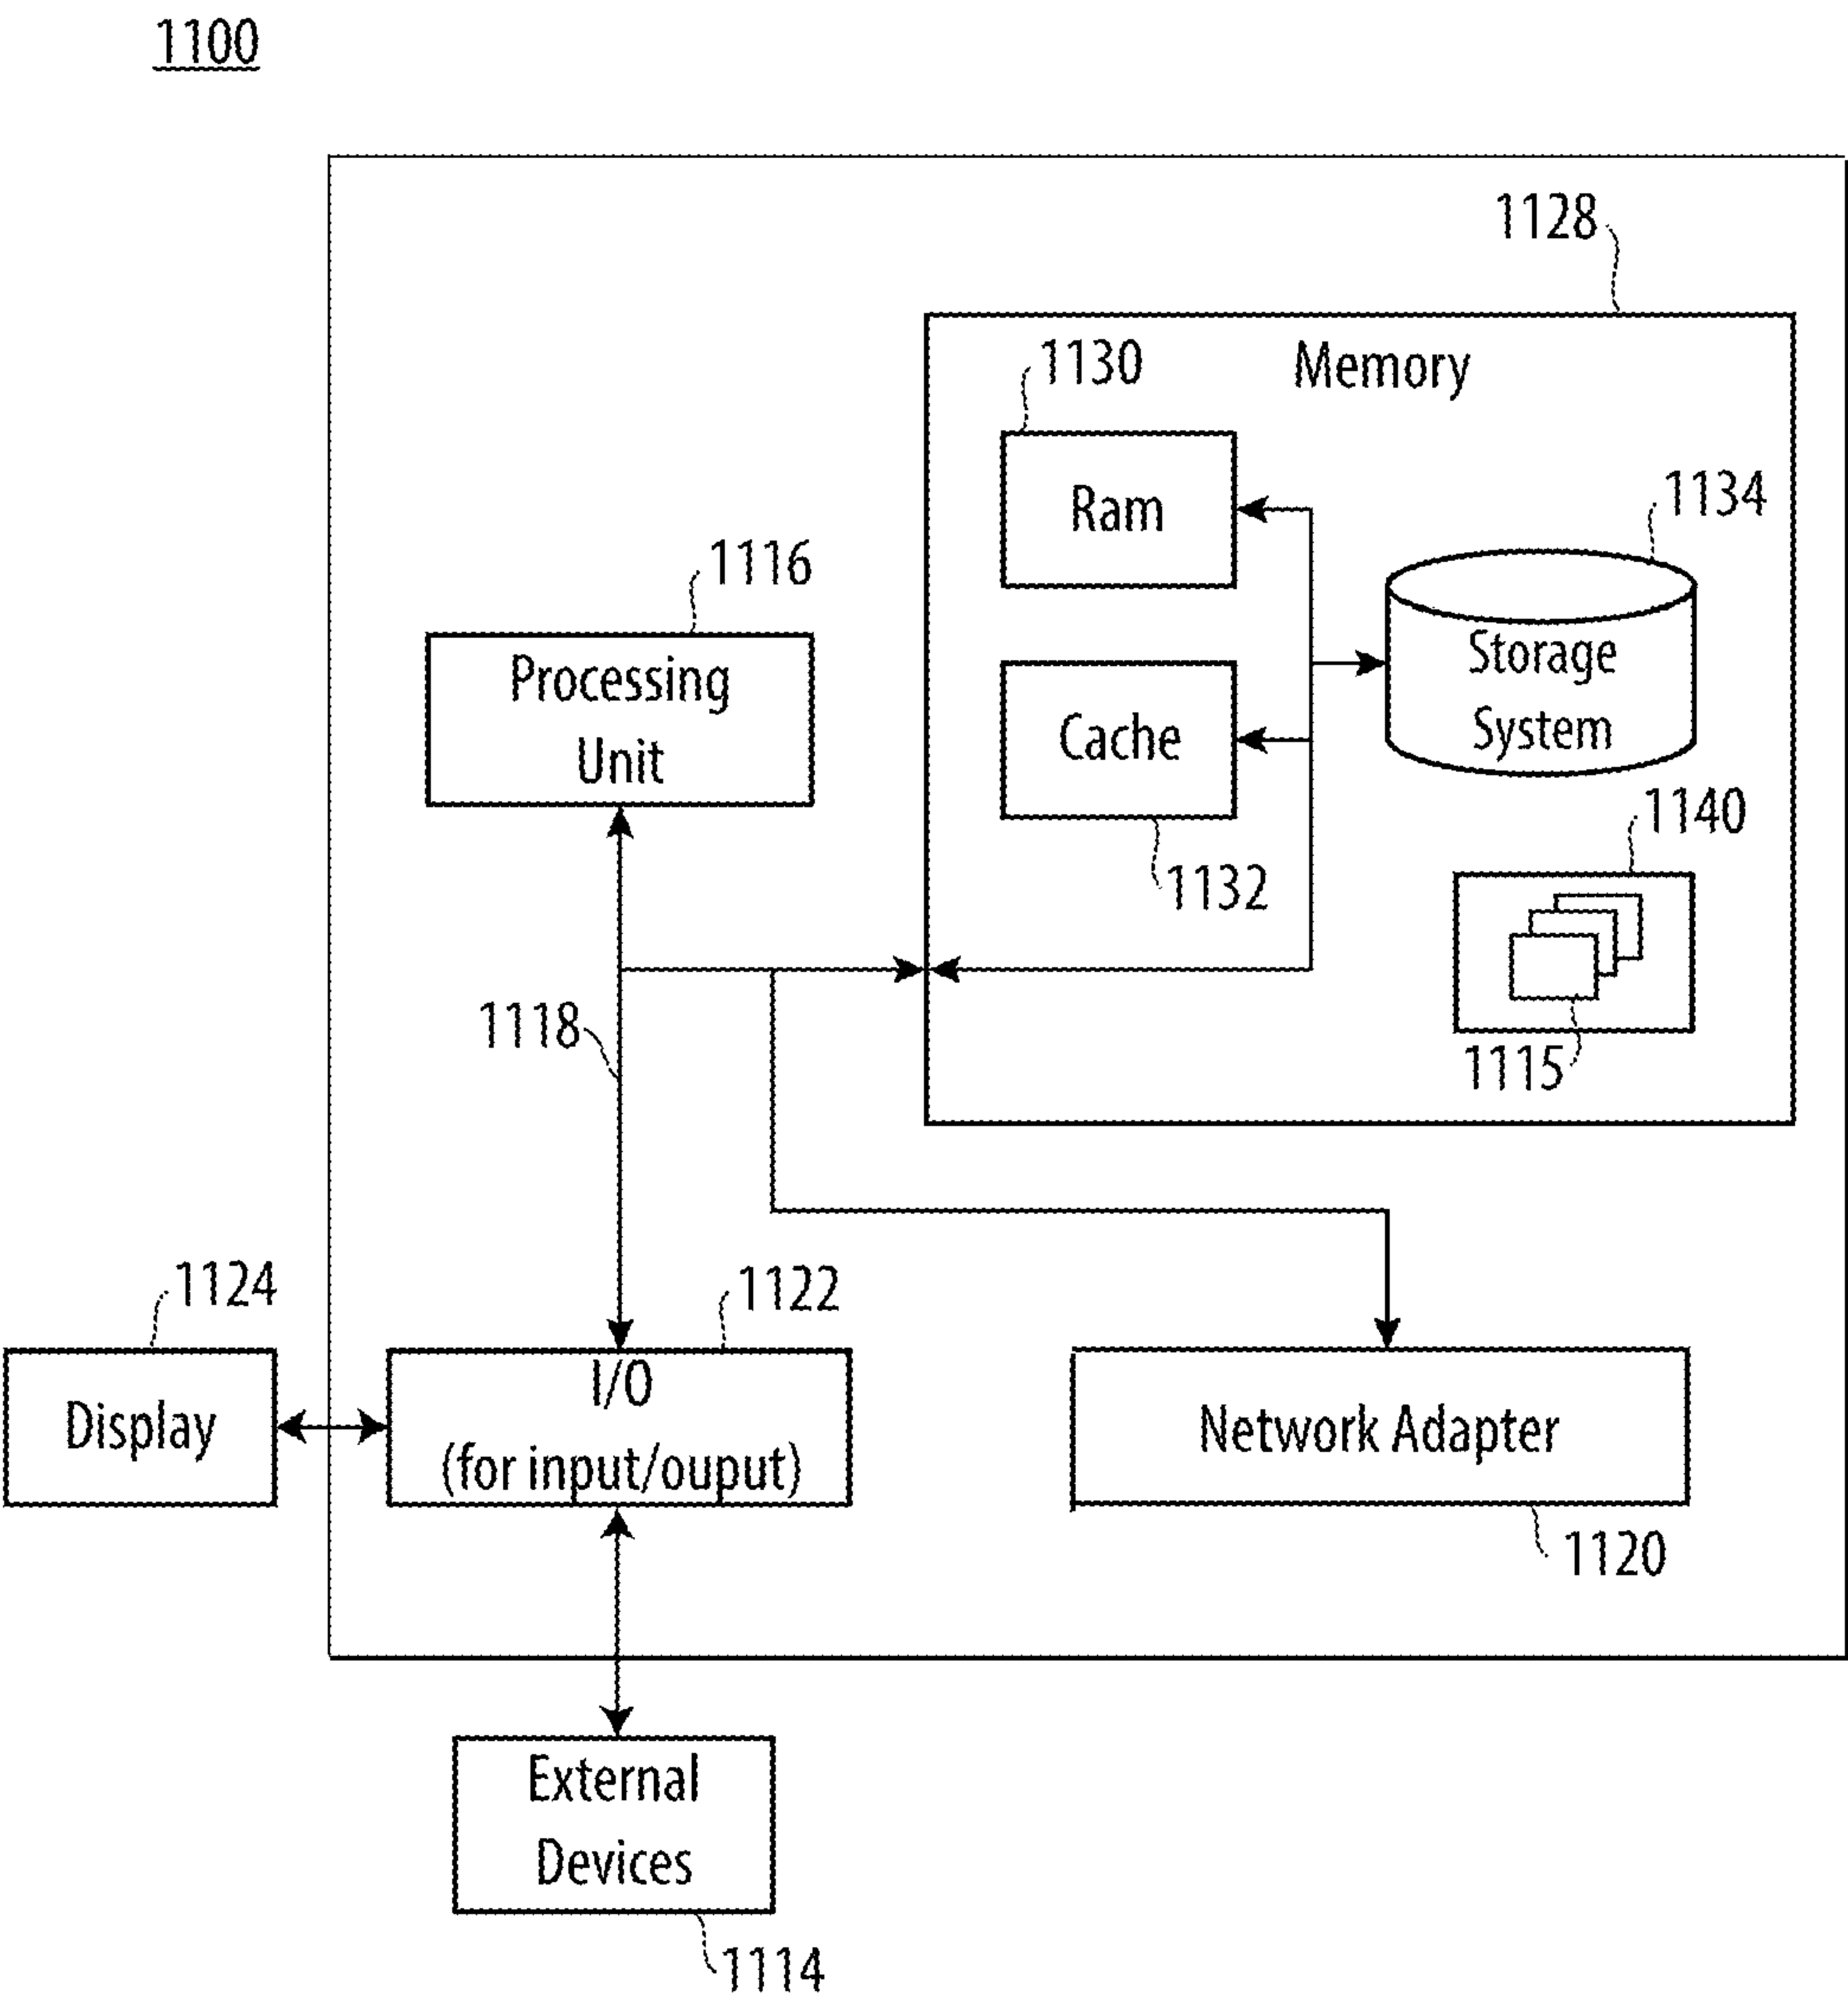 1100
1128
1130
Memory
Ram
1134
1116
Storage
System
Processing
Unit
Cache
1140
1132
1118
1115
1124
1122
Display
I/O
(for input/ouput)
Network Adapter
1120
External
Devices
1114